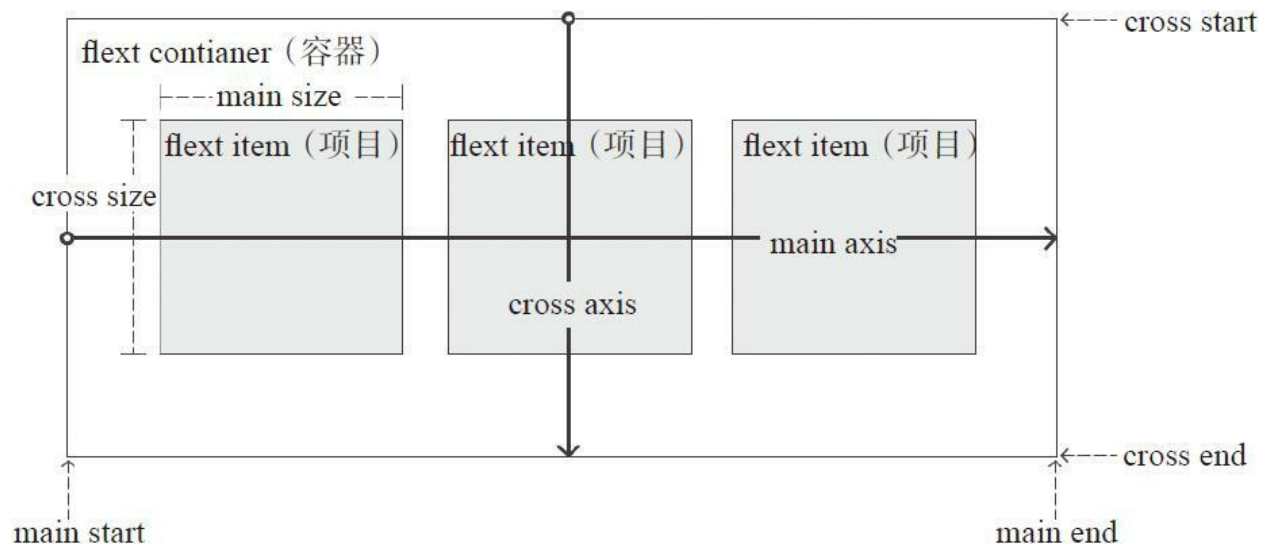 cross start
flext contianer（容器）
main size
flext item（项目） flext item（项目） flext item（项目）
cross size
main axis
cross axis
cross end
main start main end